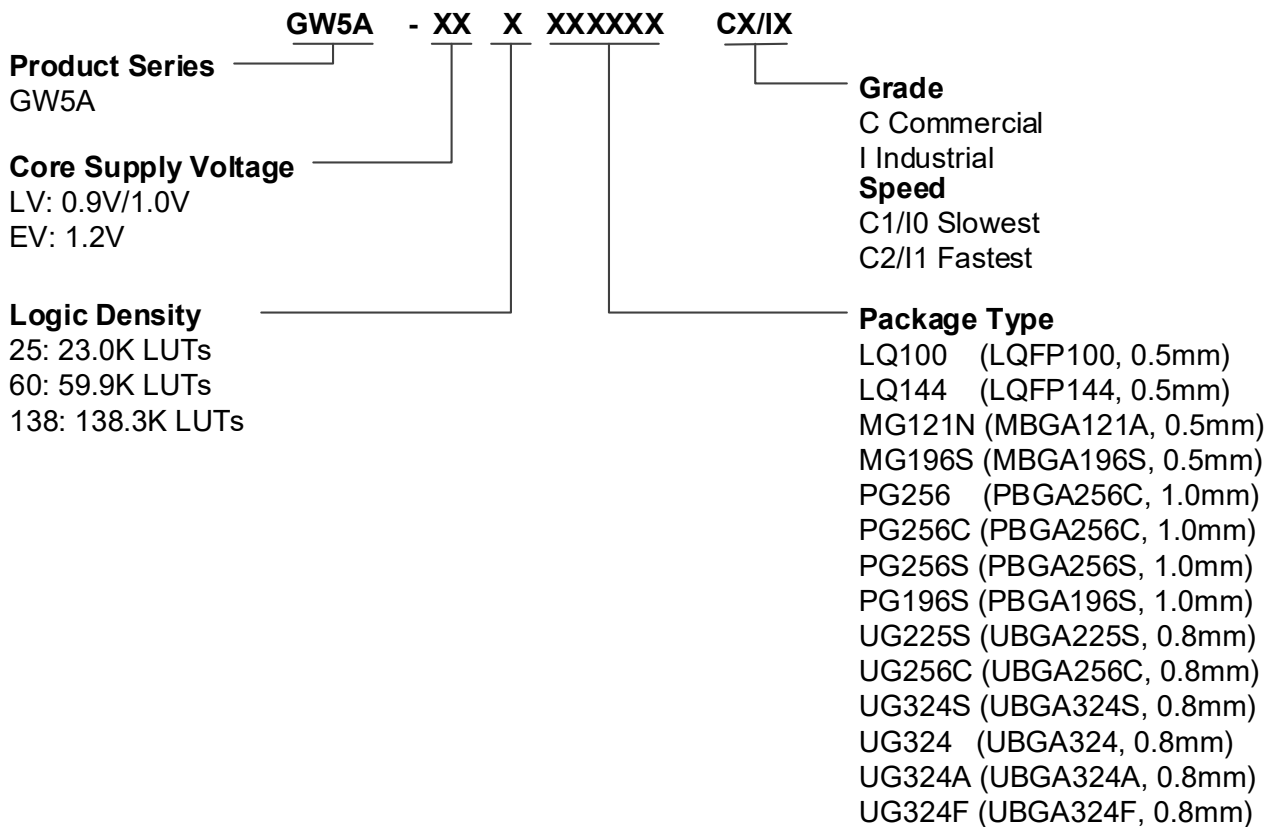 GW5A - XX X XXXXXX CX/IX
Product Series
GW5A
Core Supply Voltage
LV: 0.9V/1.0V
EV: 1.2V
Logic Density
25: 23.0K LUTs
60: 59.9K LUTs
138: 138.3K LUTs
Grade
C Commercial
I Industrial
Speed
C1/I0 Slowest
C2/I1 Fastest
Package Type
LQ100 (LQFP100, 0.5mm)
LQ144 (LQFP144, 0.5mm)
MG121N (MBGA121A, 0.5mm)
MG196S (MBGA196S, 0.5mm)
PG256 (PBGA256C, 1.0mm)
PG256C (PBGA256C, 1.0mm)
PG256S (PBGA256S, 1.0mm)
PG196S (PBGA196S, 1.0mm)
UG225S (UBGA225S, 0.8mm)
UG256C (UBGA256C, 0.8mm)
UG324S (UBGA324S, 0.8mm)
UG324 (UBGA324, 0.8mm)
UG324A (UBGA324A, 0.8mm)
UG324F (UBGA324F, 0.8mm)